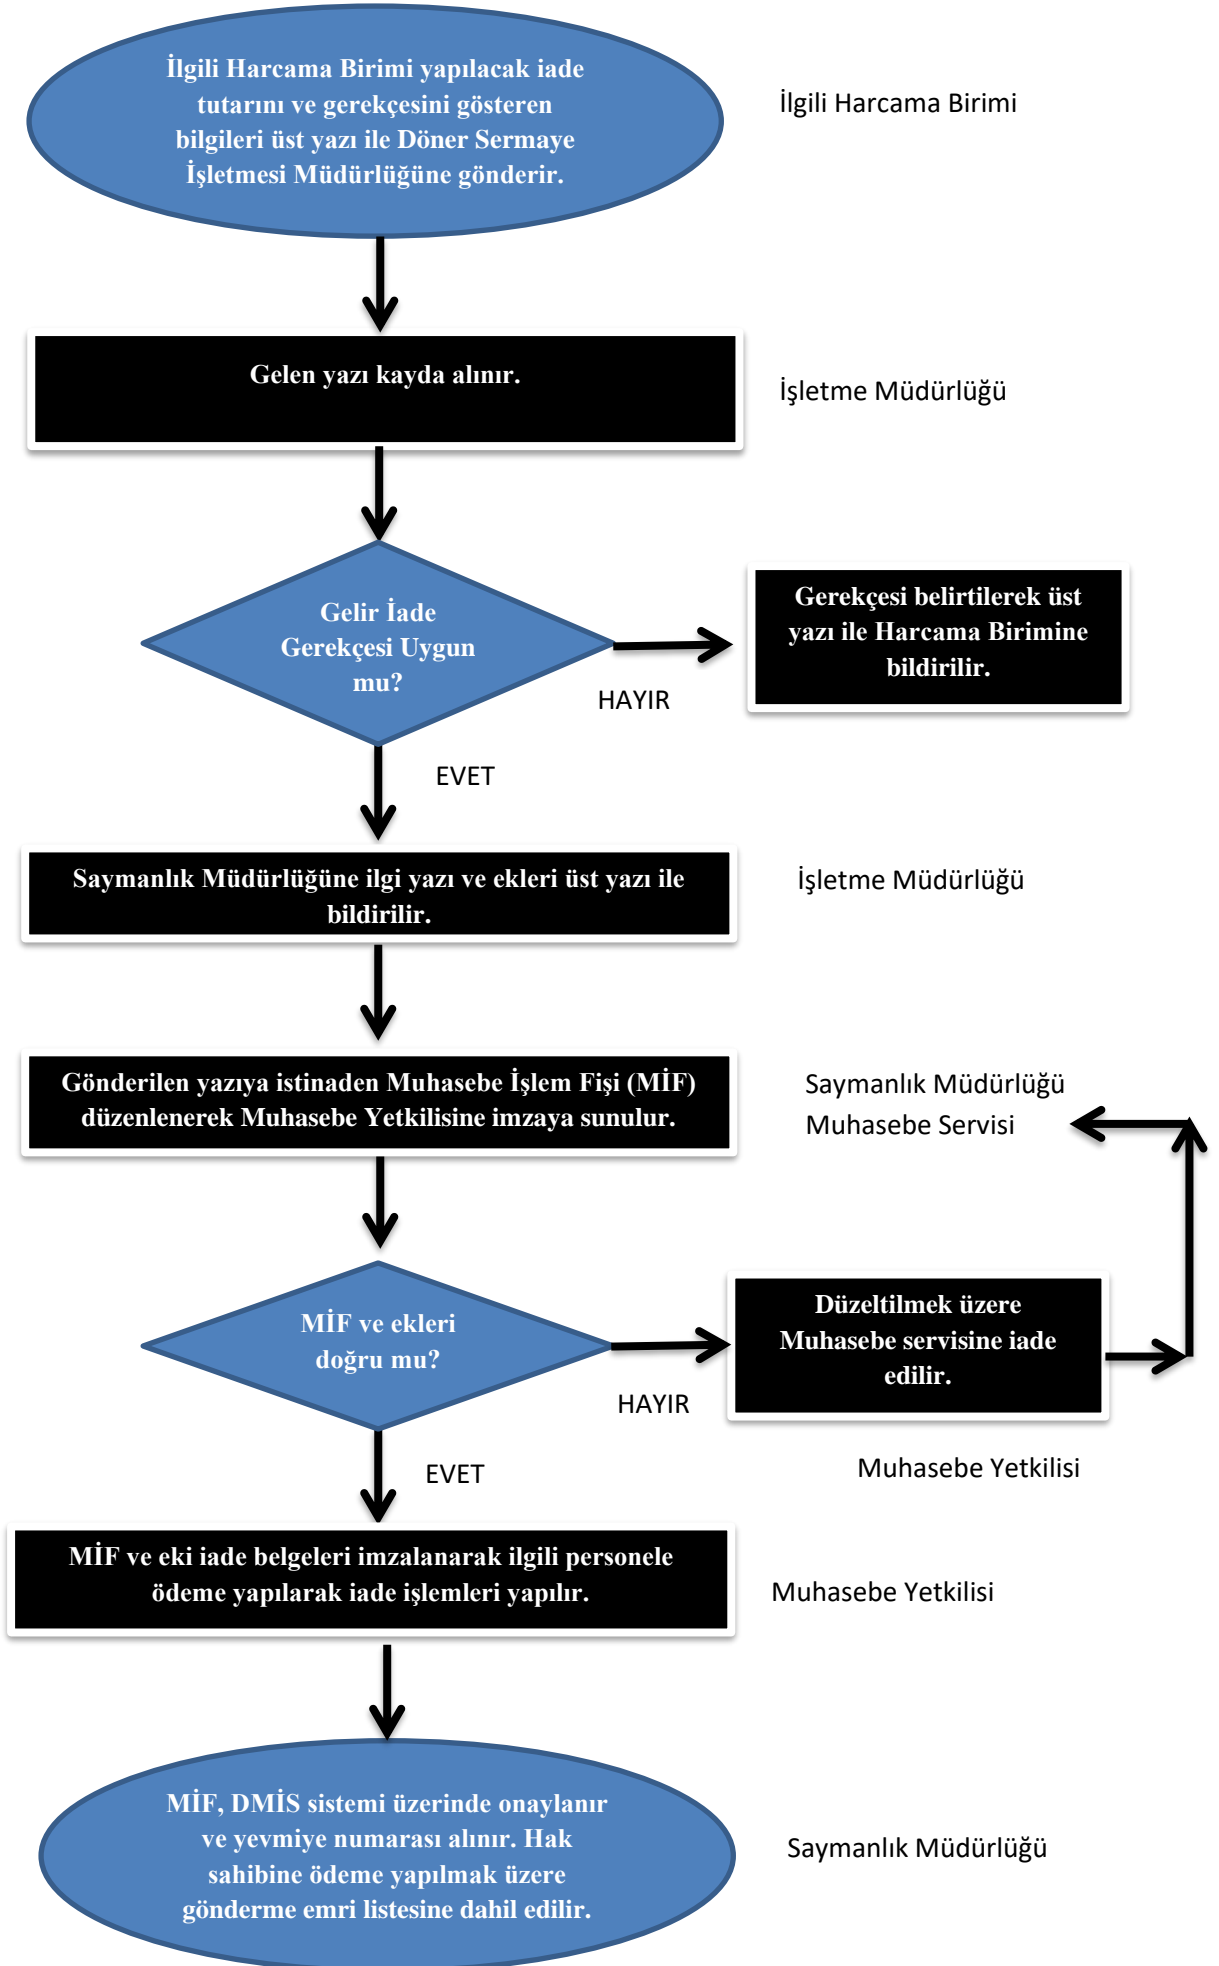 İlgili Harcama Birimi yapılacak iade
tutarını ve gerekçesini gösteren
bilgileri üst yazı ile Döner Sermaye
İşletmesi Müdürlüğüne gönderir.
İlgili Harcama Birimi
Gelen yazı kayda alınır.
İşletme Müdürlüğü
Gelir İade
Gerekçesi Uygun
mu?
HAYIR
Gerekçesi belirtilerek üst
yazı ile Harcama Birimine
bildirilir.
EVET
Saymanlık Müdürlüğüne ilgi yazı ve ekleri üst yazı ile
bildirilir.
İşletme Müdürlüğü
Gönderilen yazıya istinaden Muhasebe İşlem Fişi (MİF)
düzenlenerek Muhasebe Yetkilisine imzaya sunulur.
Saymanlık Müdürlüğü
Muhasebe Servisi
MİF ve ekleri
doğru mu?
HAYIR
Düzeltilmek üzere
Muhasebe servisine iade
edilir.
Muhasebe Yetkilisi
EVET
MİF ve eki iade belgeleri imzalanarak ilgili personele
ödeme yapılarak iade işlemleri yapılır.
Muhasebe Yetkilisi
MİF, DMİS sistemi üzerinde onaylanır
ve yevmiye numarası alınır. Hak
sahibine ödeme yapılmak üzere
gönderme emri listesine dahil edilir.
Saymanlık Müdürlüğü